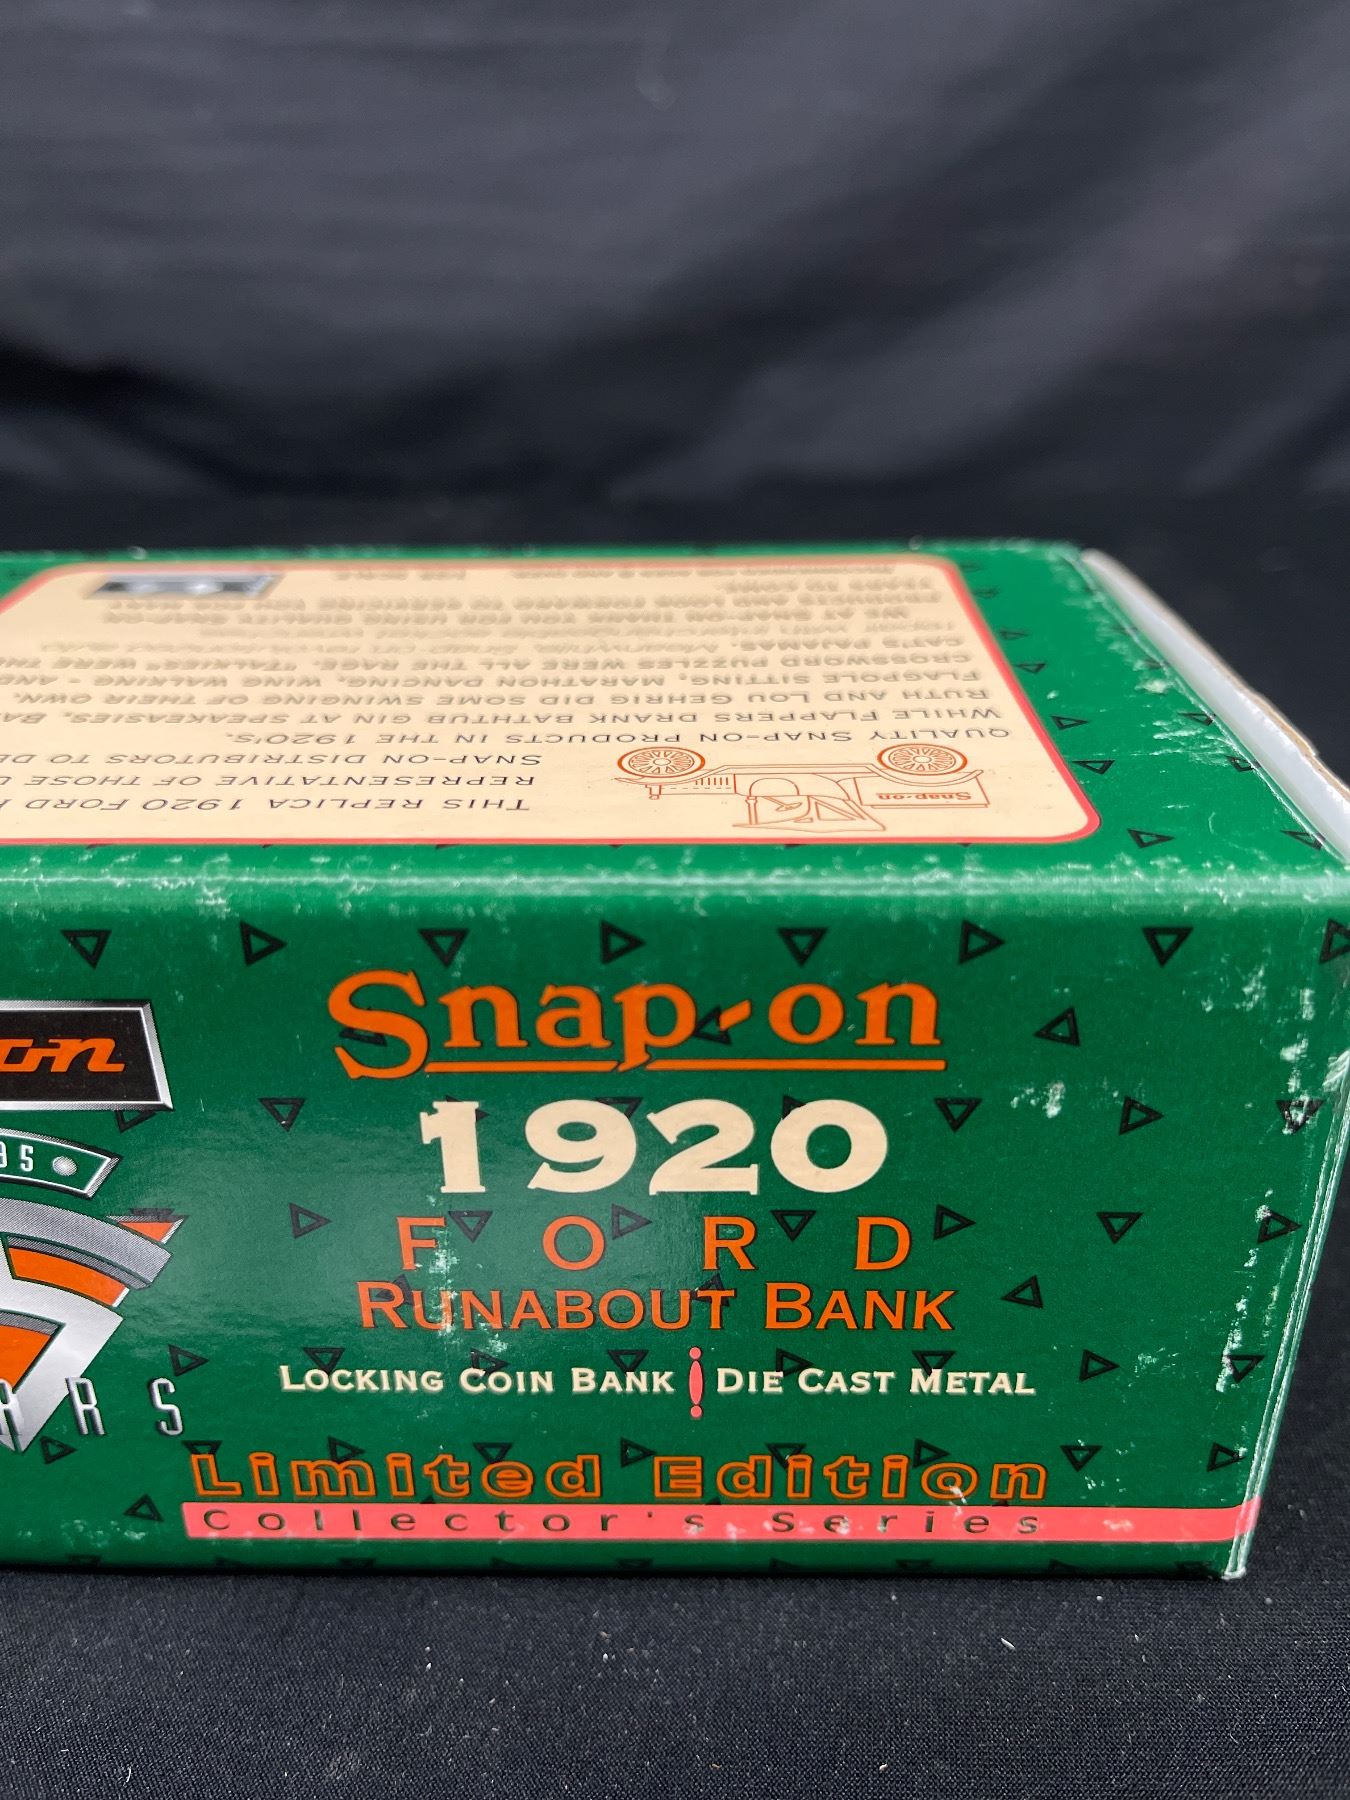 THIS REPLICA 1920 FORD
REPRESENTATIVE OF THOSE
SNAP-ON DISTRIBUTORS TO
QUALITY SNAP-ON PRODUCTS IN THE 1920'S.
WHILE FLAPPERS DRANK BATHTUB GIN AT SPEAKEASIES,
RUTH AND LOU GEHRIG DID SOME SWINGING OF THEIR OWN.
FLAGPOLE SITTING, MARATHON DANCING, WING WALKING - AND
CROSSWORD PUZZLES WERE ALL THE RAGE. "TALKIES" WERE THE
CAT'S PAJAMAS.
WE AT SNAP-ON THANK YOU FOR USING QUALITY SNAP-ON
Snap-on
Snap-on
1920
FORD
RUNABOUT BANK
LOCKING COIN BANK DIE CAST METAL
Limited Edition
Collector's Series
on
95
RS